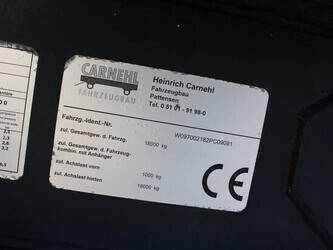 CARNEHL
FAHRZEUGBAU
Heinrich Carnehl
Fahrzeugbau
Pattensen
Tel. 0 51 01 - 91 98-0
Fahrzg.-Ident.-Nr. W097002182PC09091
zul. Gesamtgew. d. Fahrzg. 18000 kg
zul. Gesamtgew. d. Fahrzeug-
kombin. mit Anhänger kg
zul. Achslast vorn 1000 kg
zul. Achslast hinten 18000 kg
CE